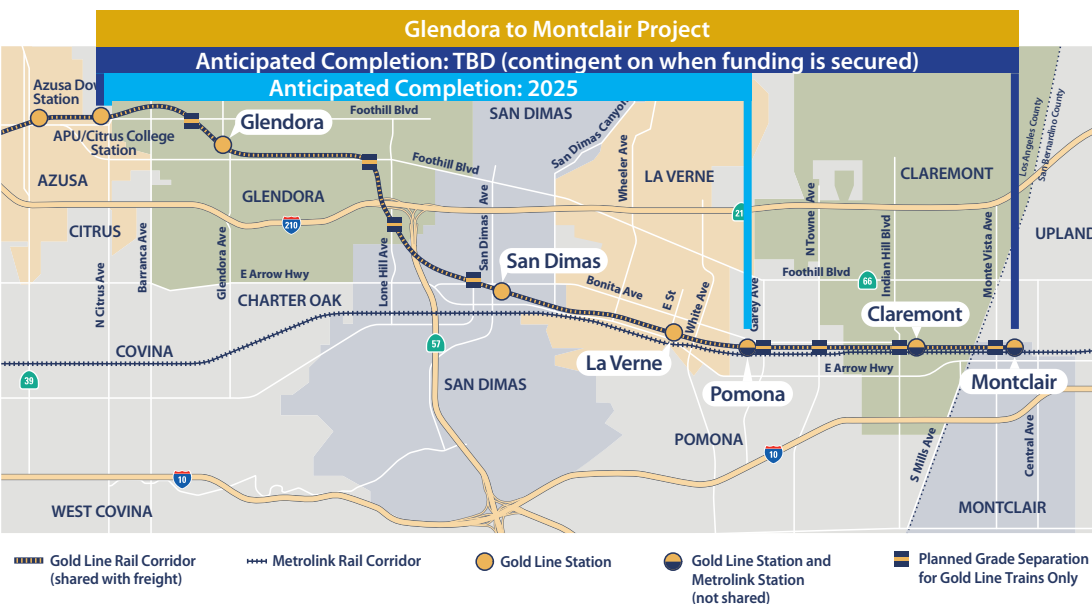 Glendora to Montclair Project
Anticipated Completion: TBD (contingent on when funding is secured)
Anticipated Completion: 2025
Azusa Dow
Station
APU/Citrus College
Station
Glendora
Foothill Blvd
SAN DIMAS
San Dimas Canyon
Foothill Blvd
Wheeler Ave
LA VERNE
CLAREMONT
Los Angeles County
San Bernardino County
AZUSA
GLENDORA
210
21
CITRUS
N Citrus Ave
Barranca Ave
Glendora Ave
Lone Hill Ave
San Dimas Ave
N Towne Ave
Indian Hill Blvd
Monte Vista Ave
UPLAND
E Arrow Hwy
CHARTER OAK
San Dimas
Bonita Ave
E St
White Ave
Garey Ave
Foothill Blvd
66
Claremont
COVINA
57
39
La Verne
Pomona
E Arrow Hwy
Montclair
SAN DIMAS
POMONA
10
S Mills Ave
Central Ave
10
WEST COVINA
MONTCLAIR
Gold Line Rail Corridor
(shared with freight)
Metrolink Rail Corridor
Gold Line Station
Gold Line Station and
Metrolink Station
(not shared)
Planned Grade Separation
for Gold Line Trains Only